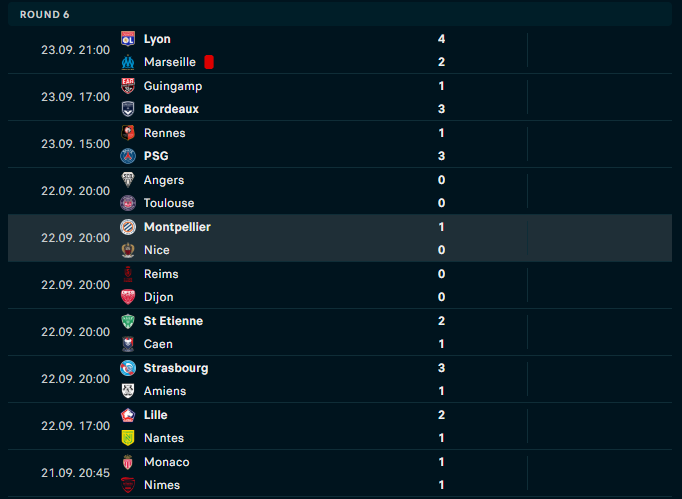 ROUND 6
23.09. 21:00 Lyon 4
Marseille 2
23.09. 17:00 Guingamp 1
Bordeaux 3
23.09. 15:00 Rennes 1
PSG 3
22.09. 20:00 Angers 0
Toulouse 0
22.09. 20:00 Montpellier 1
Nice 0
22.09. 20:00 Reims 0
Dijon 0
22.09. 20:00 St Etienne 2
Caen 1
22.09. 20:00 Strasbourg 3
Amiens 1
22.09. 17:00 Lille 2
Nantes 1
21.09. 20:45 Monaco 1
Nimes 1